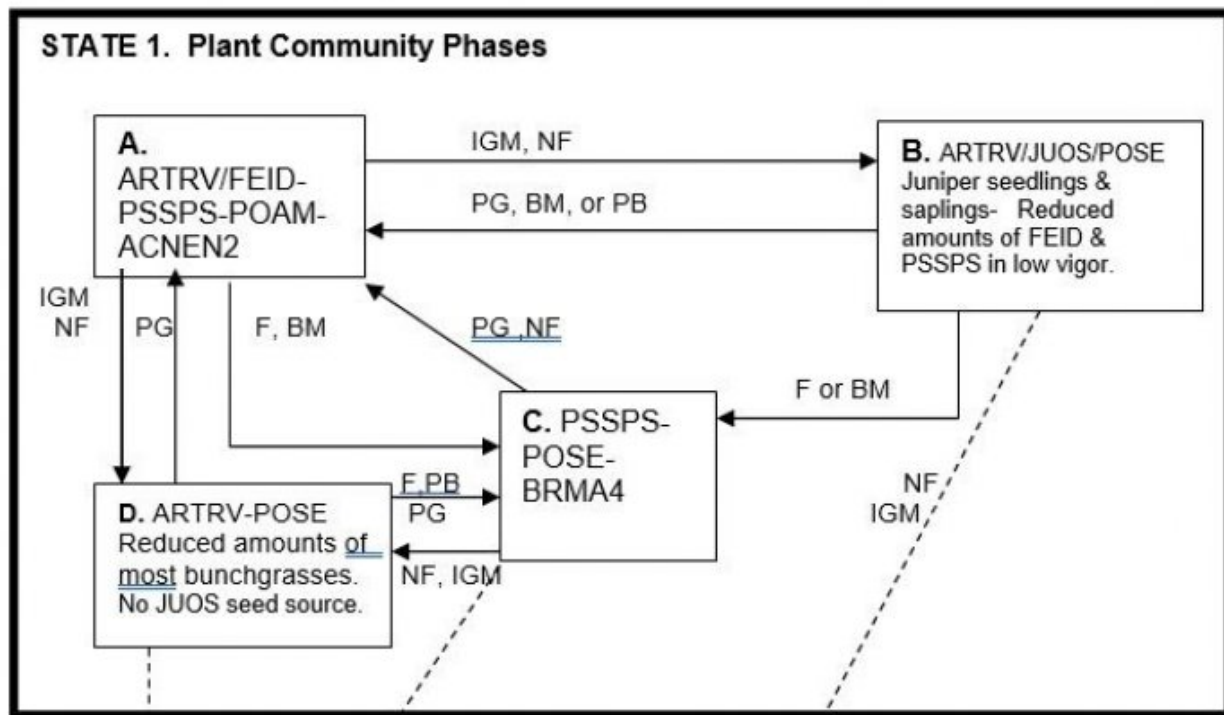 STATE 1. Plant Community Phases
A.
ARTRV/FEID-
PSSPS-POAM-
ACNEN2
IGM, NF
PG, BM, or PB
B. ARTRV/JUOS/POSE
Juniper seedlings &
saplings- Reduced
amounts of FEID &
PSSPS in low vigor.
IGM
NF
PG
F, BM
PG ,NF
F or BM
C. PSSPS-
POSE-
BRMA4
D. ARTRV-POSE
Reduced amounts of
most bunchgrasses.
No JUOS seed source.
F,PB
PG
NF, IGM
NF
IGM